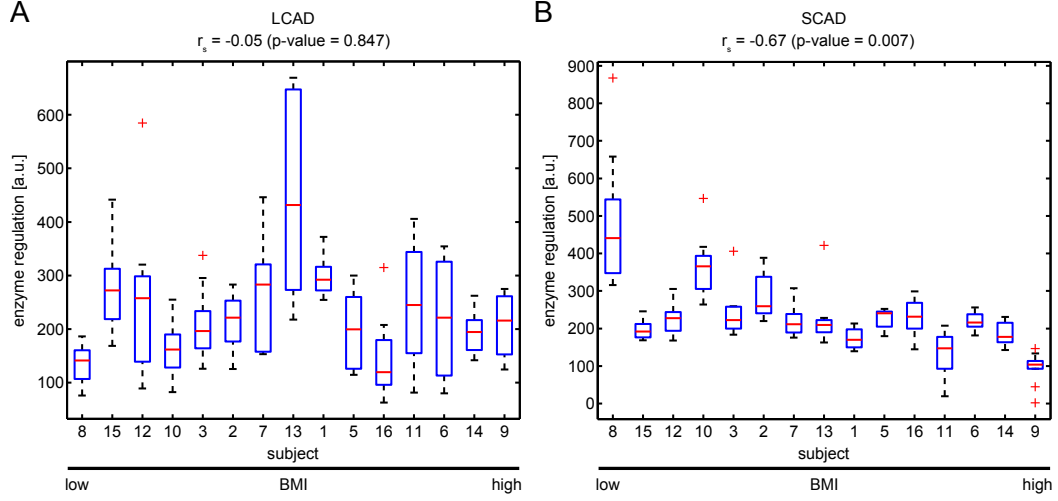 A
LCAD
r_s = -0.05 (p-value = 0.847)
enzyme regulation [a.u.]
600
500
400
300
200
100
8 15 12 10 3 2 7 13 1 5 16 11 6 14 9
subject
low BMI high
B
SCAD
r_s = -0.67 (p-value = 0.007)
enzyme regulation [a.u.]
900
800
700
600
500
400
300
200
100
0
8 15 12 10 3 2 7 13 1 5 16 11 6 14 9
subject
low BMI high